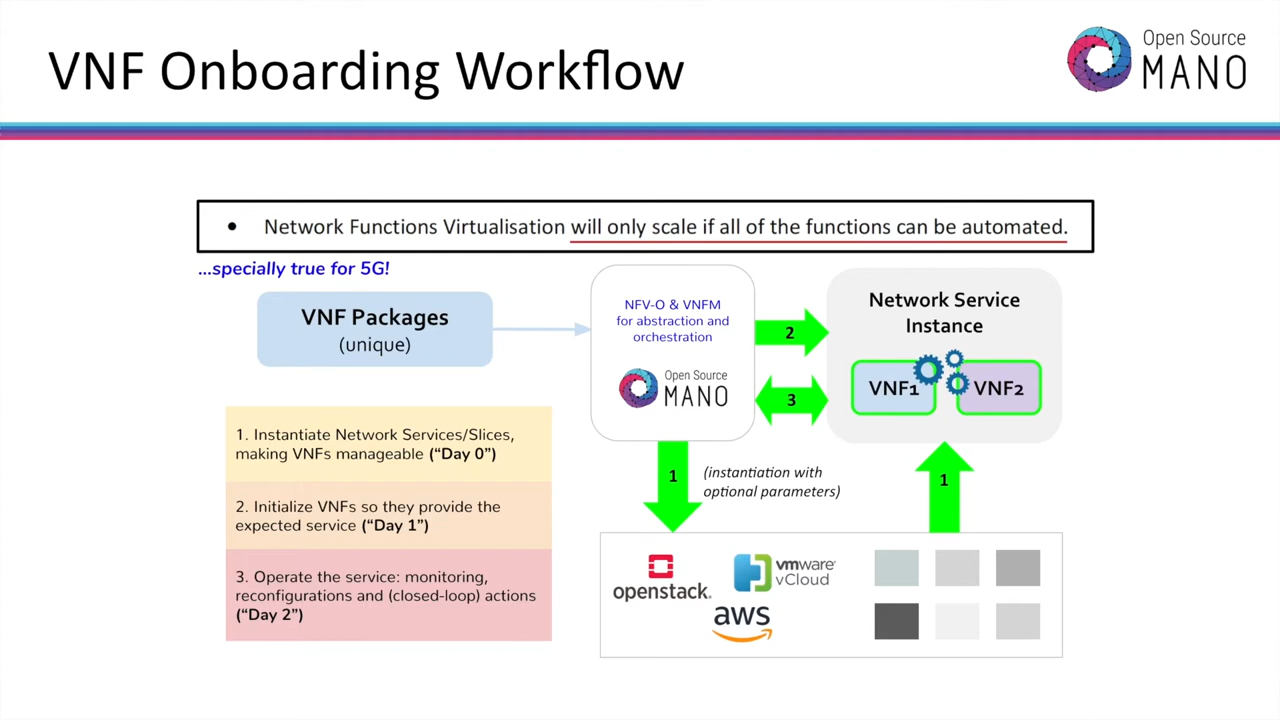 VNF Onboarding Workflow
Open Source
MANO
• Network Functions Virtualisation will only scale if all of the functions can be automated.
...specially true for 5G!
VNF Packages
(unique)
NFV-O & VNFM
for abstraction and
orchestration
Open Source
MANO
2
3
Network Service
Instance
VNF1
VNF2
1. Instantiate Network Services/Slices,
making VNFs manageable (“Day 0”)
2. Initialize VNFs so they provide the
expected service (“Day 1”)
3. Operate the service: monitoring,
reconfigurations and (closed-loop) actions
(“Day 2”)
1
(instantiation with
optional parameters)
1
openstack.
vmware
vCloud
aws